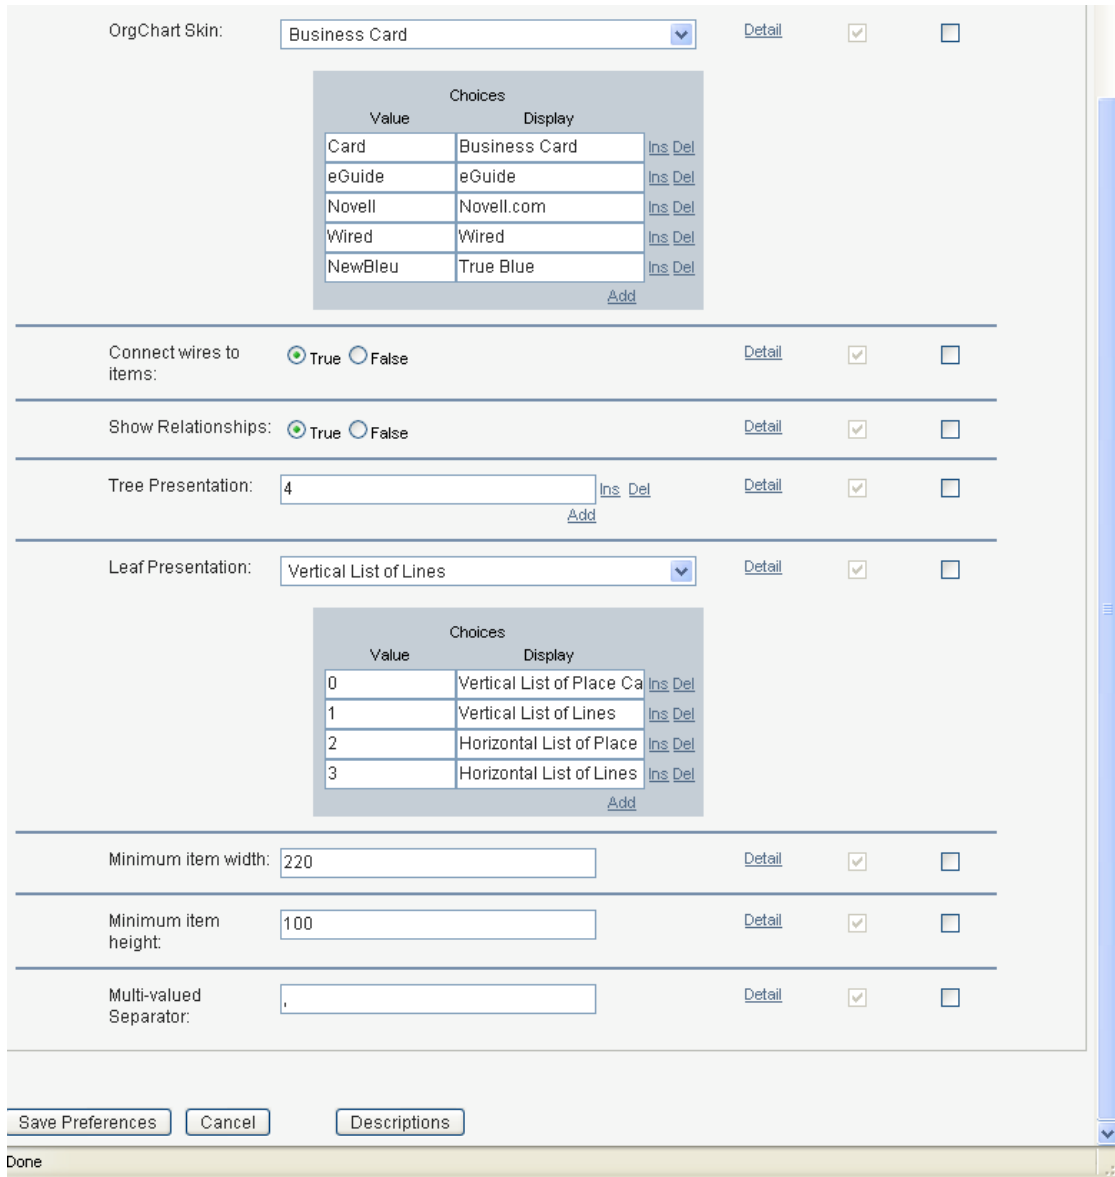 OrgChart Skin: Business Card Detail
Choices
Value Display
Card Business Card Ins Del
eGuide eGuide Ins Del
Novell Novell.com Ins Del
Wired Wired Ins Del
NewBleu True Blue Ins Del
Add
Connect wires to items: True False Detail
Show Relationships: True False Detail
Tree Presentation: 4 Ins Del Detail
Add
Leaf Presentation: Vertical List of Lines Detail
Choices
Value Display
0 Vertical List of Place Ca Ins Del
1 Vertical List of Lines Ins Del
2 Horizontal List of Place Ins Del
3 Horizontal List of Lines Ins Del
Add
Minimum item width: 220 Detail
Minimum item height: 100 Detail
Multi-valued Separator: , Detail
Save Preferences Cancel Descriptions
Done